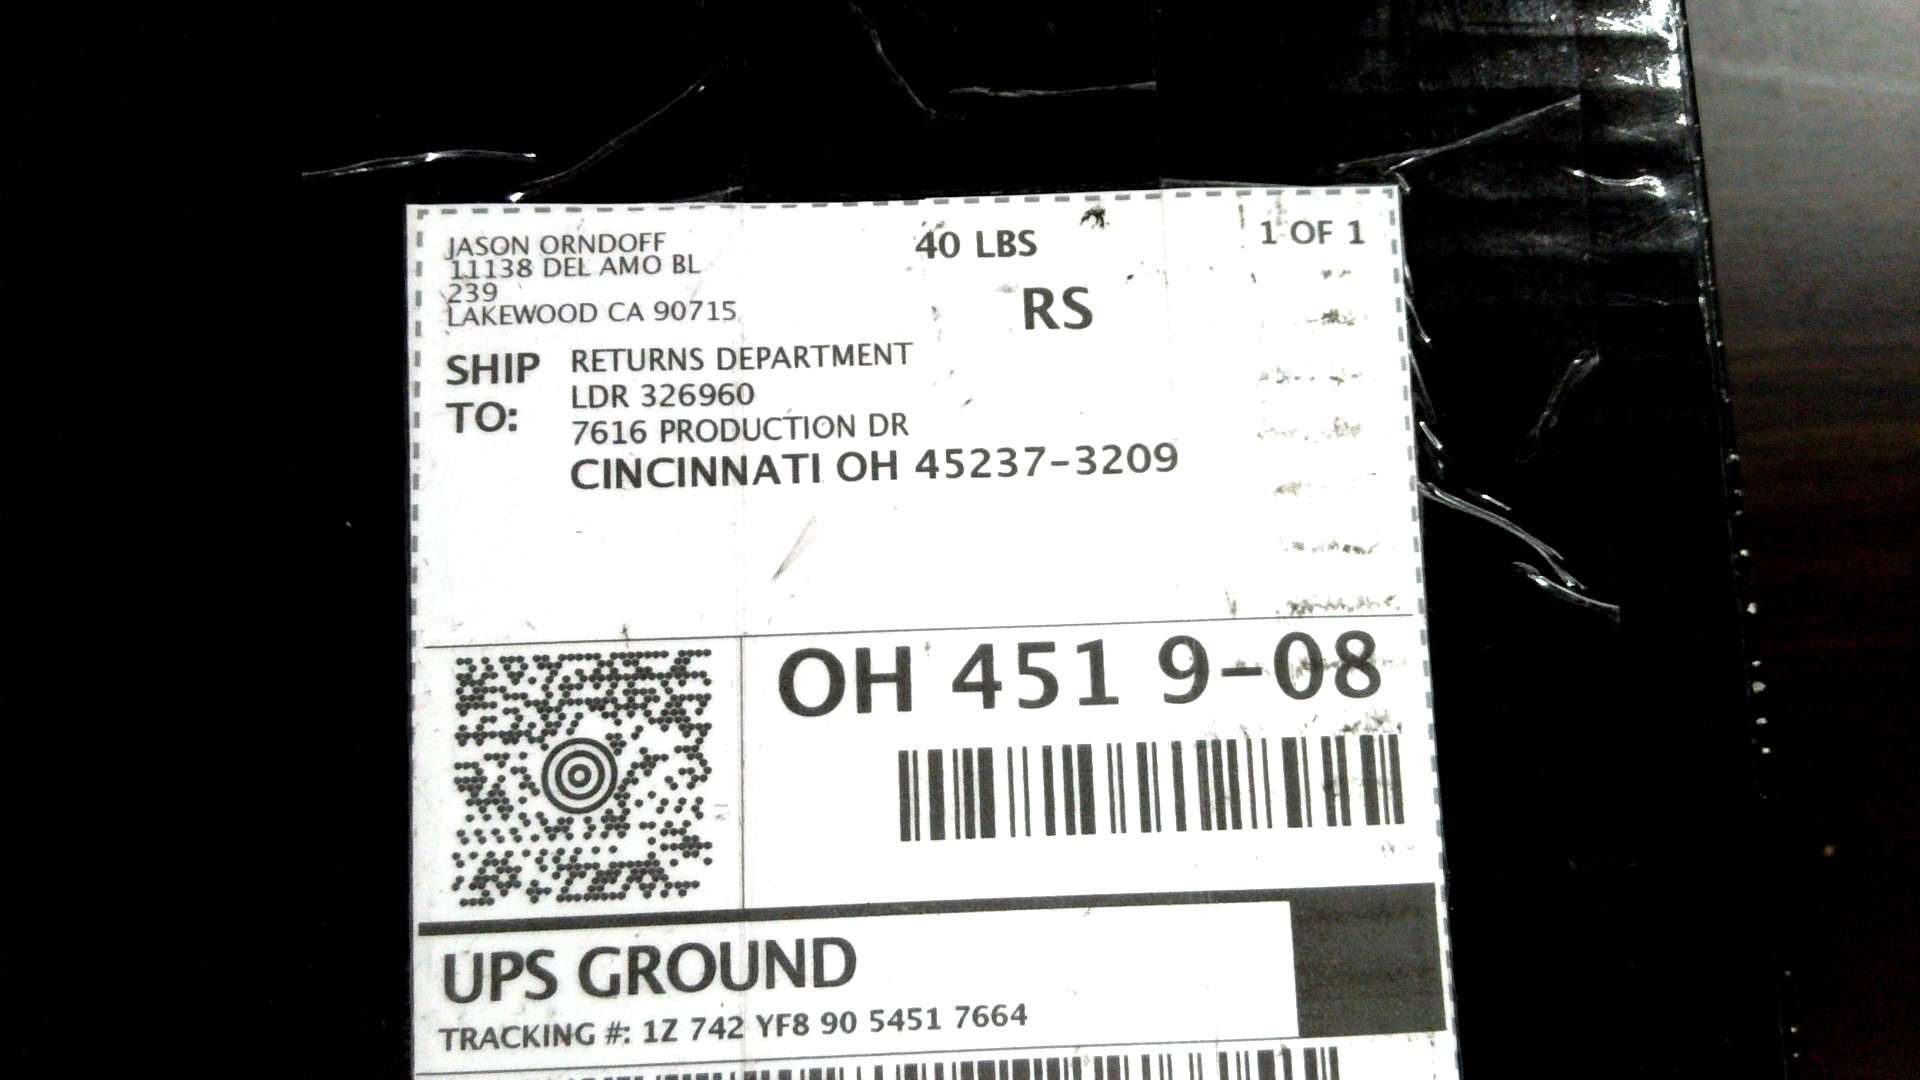 JASON ORNDOFF
11138 DEL AMO BL
239
LAKEWOOD CA 90715
40 LBS
1 OF 1
RS
SHIP TO:
RETURNS DEPARTMENT
LDR 326960
7616 PRODUCTION DR
CINCINNATI OH 45237-3209
OH 451 9-08
UPS GROUND
TRACKING #: 1Z 742 YF8 90 5451 7664